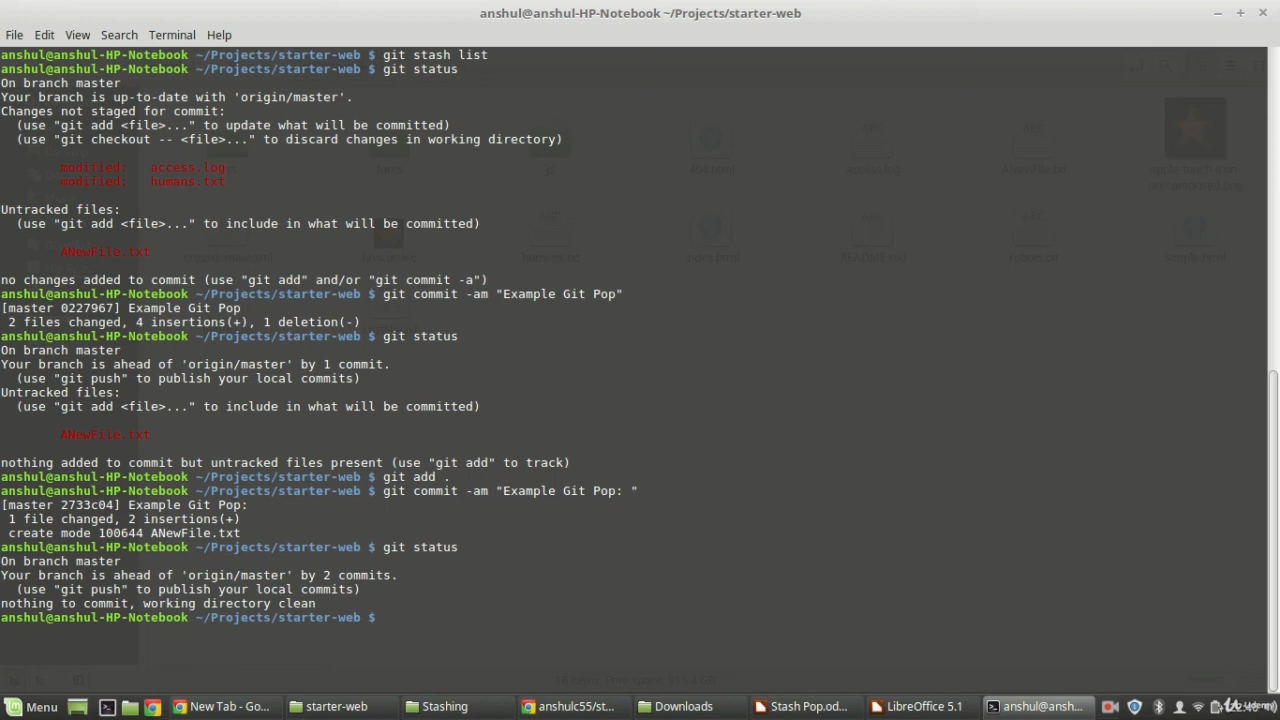 anshul@anshul-HP-Notebook ~/Projects/starter-web
File Edit View Search Terminal Help
anshul@anshul-HP-Notebook ~/Projects/starter-web $ git stash list
anshul@anshul-HP-Notebook ~/Projects/starter-web $ git status
On branch master
Your branch is up-to-date with 'origin/master'.
Changes not staged for commit:
(use "git add <file>..." to update what will be committed)
(use "git checkout -- <file>..." to discard changes in working directory)
modified: access.log
modified: humans.txt
Untracked files:
(use "git add <file>..." to include in what will be committed)
ANewFile.txt
no changes added to commit (use "git add" and/or "git commit -a")
anshul@anshul-HP-Notebook ~/Projects/starter-web $ git commit -am "Example Git Pop"
[master 0227967] Example Git Pop
2 files changed, 4 insertions(+), 1 deletion(-)
anshul@anshul-HP-Notebook ~/Projects/starter-web $ git status
On branch master
Your branch is ahead of 'origin/master' by 1 commit.
(use "git push" to publish your local commits)
Untracked files:
(use "git add <file>..." to include in what will be committed)
ANewFile.txt
nothing added to commit but untracked files present (use "git add" to track)
anshul@anshul-HP-Notebook ~/Projects/starter-web $ git add .
anshul@anshul-HP-Notebook ~/Projects/starter-web $ git commit -am "Example Git Pop: "
[master 2733c04] Example Git Pop:
1 file changed, 2 insertions(+)
create mode 100644 ANewFile.txt
anshul@anshul-HP-Notebook ~/Projects/starter-web $ git status
On branch master
Your branch is ahead of 'origin/master' by 2 commits.
(use "git push" to publish your local commits)
nothing to commit, working directory clean
anshul@anshul-HP-Notebook ~/Projects/starter-web $
Menu New Tab - Go... starter-web Stashing anshulc55/st... Downloads Stash Pop.od... LibreOffice 5.1 anshul@ansh...